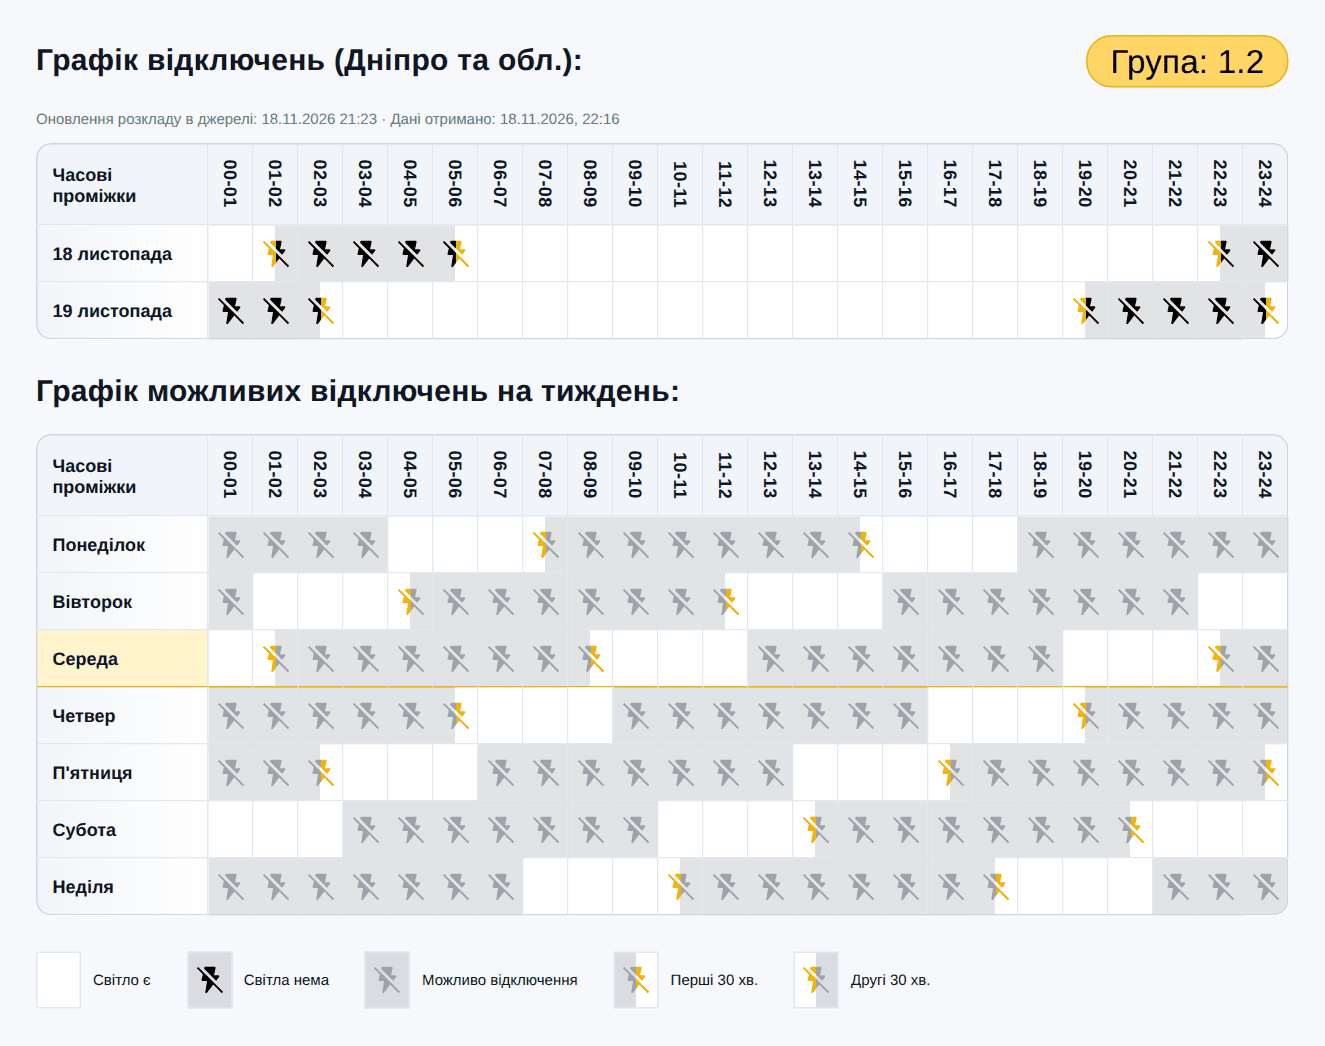 Графік відключень (Дніпро та обл.):
Група: 1.2
Оновлення розкладу в джерелі: 18.11.2026 21:23 · Дані отримано: 18.11.2026, 22:16
Часові проміжки 00-01 01-02 02-03 03-04 04-05 05-06 06-07 07-08 08-09 09-10 10-11 11-12 12-13 13-14 14-15 15-16 16-17 17-18 18-19 19-20 20-21 21-22 22-23 23-24
18 листопада
19 листопада
Графік можливих відключень на тиждень:
Часові проміжки 00-01 01-02 02-03 03-04 04-05 05-06 06-07 07-08 08-09 09-10 10-11 11-12 12-13 13-14 14-15 15-16 16-17 17-18 18-19 19-20 20-21 21-22 22-23 23-24
Понеділок
Вівторок
Середа
Четвер
П'ятниця
Субота
Неділя
Світло є Світла нема Можливо відключення Перші 30 хв. Другі 30 хв.